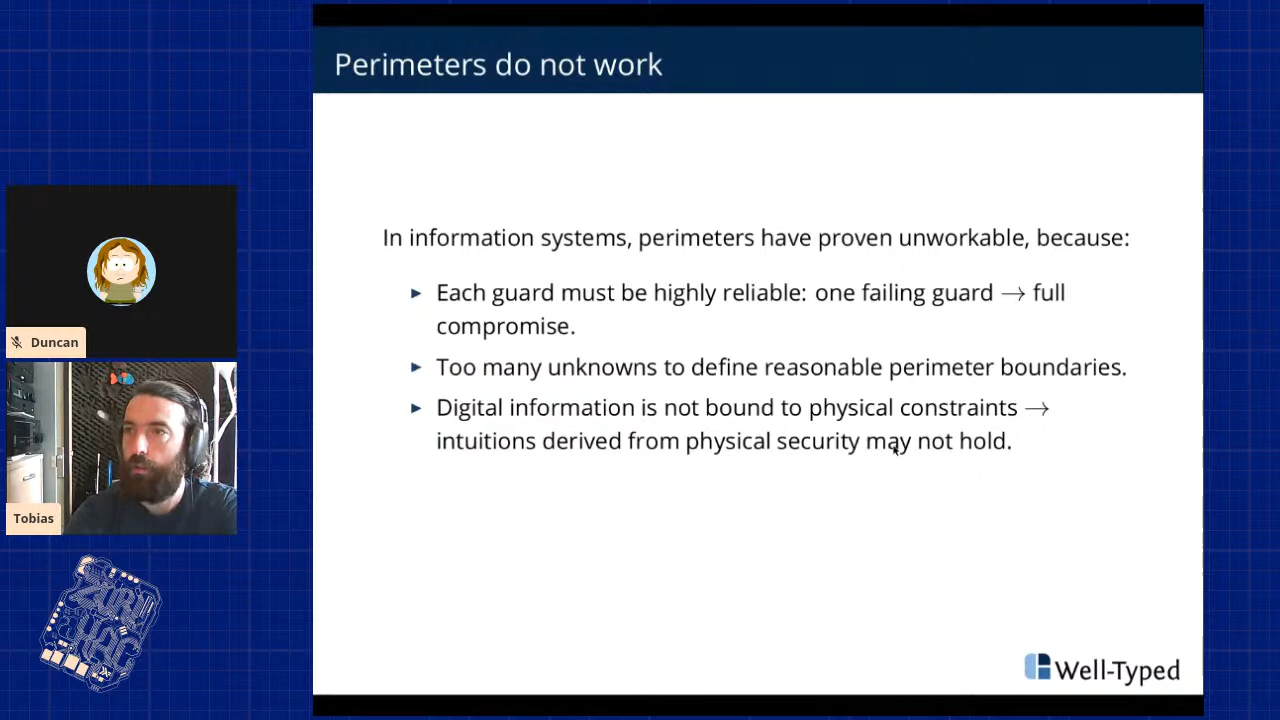 Perimeters do not work
In information systems, perimeters have proven unworkable, because:
▶ Each guard must be highly reliable: one failing guard → full
compromise.
▶ Too many unknowns to define reasonable perimeter boundaries.
▶ Digital information is not bound to physical constraints →
intuitions derived from physical security may not hold.
Well-Typed
Duncan
Tobias
ZURI
HAC